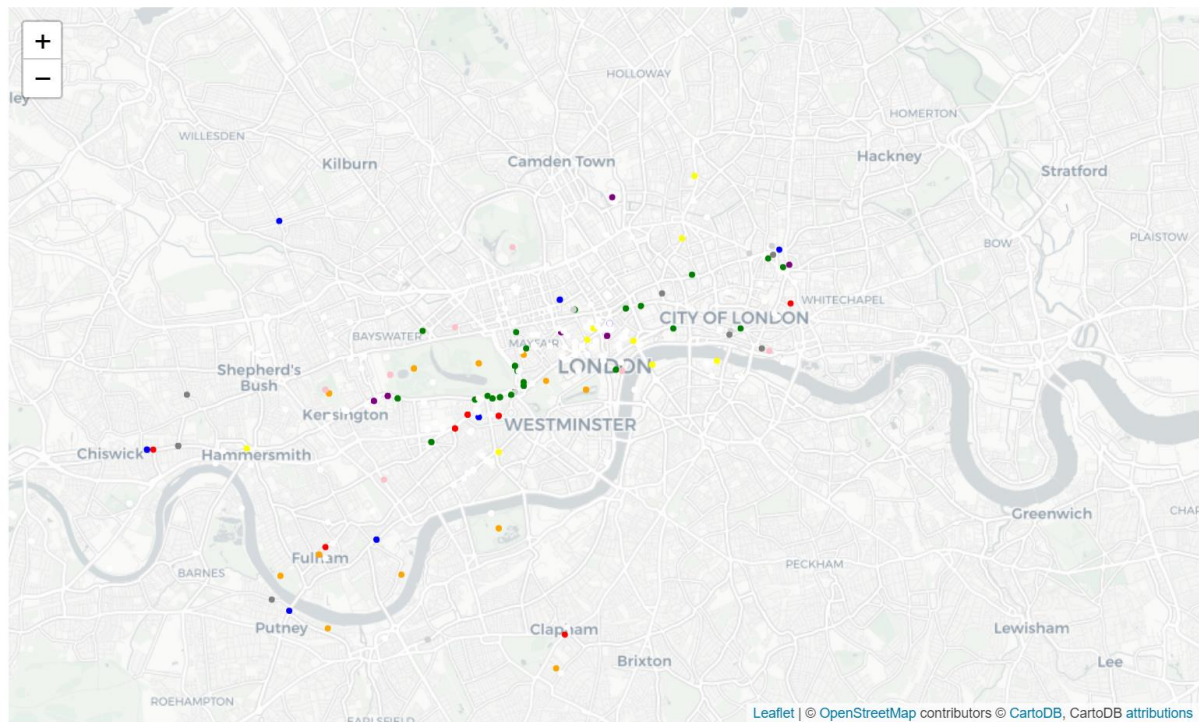 +
−
ley
HOLLOWAY
HOMERTON
WILLESDEN
Kilburn
Camden Town
Hackney
Stratford
PLAISTOW
BOW
WHITECHAPEL
CITY OF LONDON
BAYSWATER
MAYFAIR
LONDON
Shepherd's
Bush
Kensington
WESTMINSTER
Chiswick
Hammersmith
Greenwich
CHAR
Fulham
BARNES
PECKHAM
Putney
Clapham
Lewisham
Brixton
Lee
ROEHAMPTON
EARLSFIELD
Leaflet | © OpenStreetMap contributors © CartoDB, CartoDB attributions